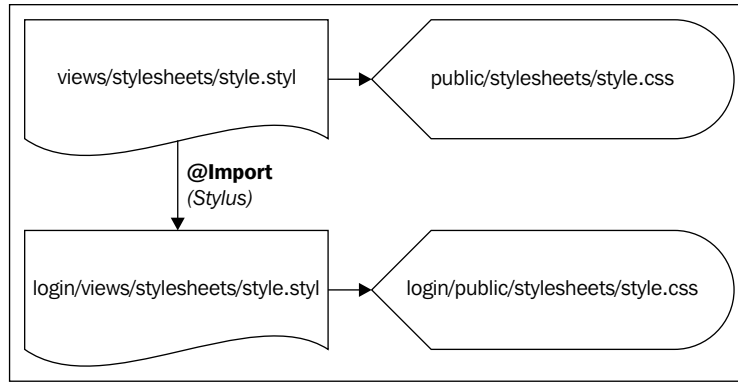 views/stylesheets/style.styl
public/stylesheets/style.css
@Import
(Stylus)
login/views/stylesheets/style.styl
login/public/stylesheets/style.css